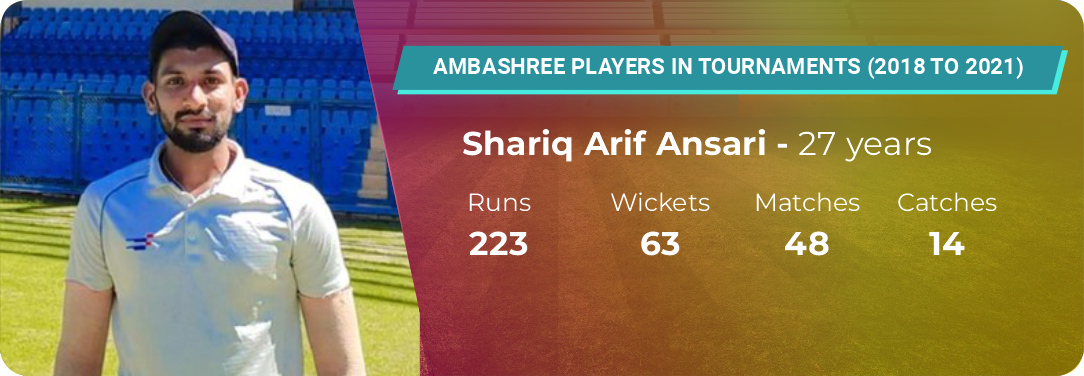 AMBASHREE PLAYERS IN TOURNAMENTS (2018 TO 2021)
Shariq Arif Ansari - 27 years
Runs Wickets Matches Catches
223 63 48 14